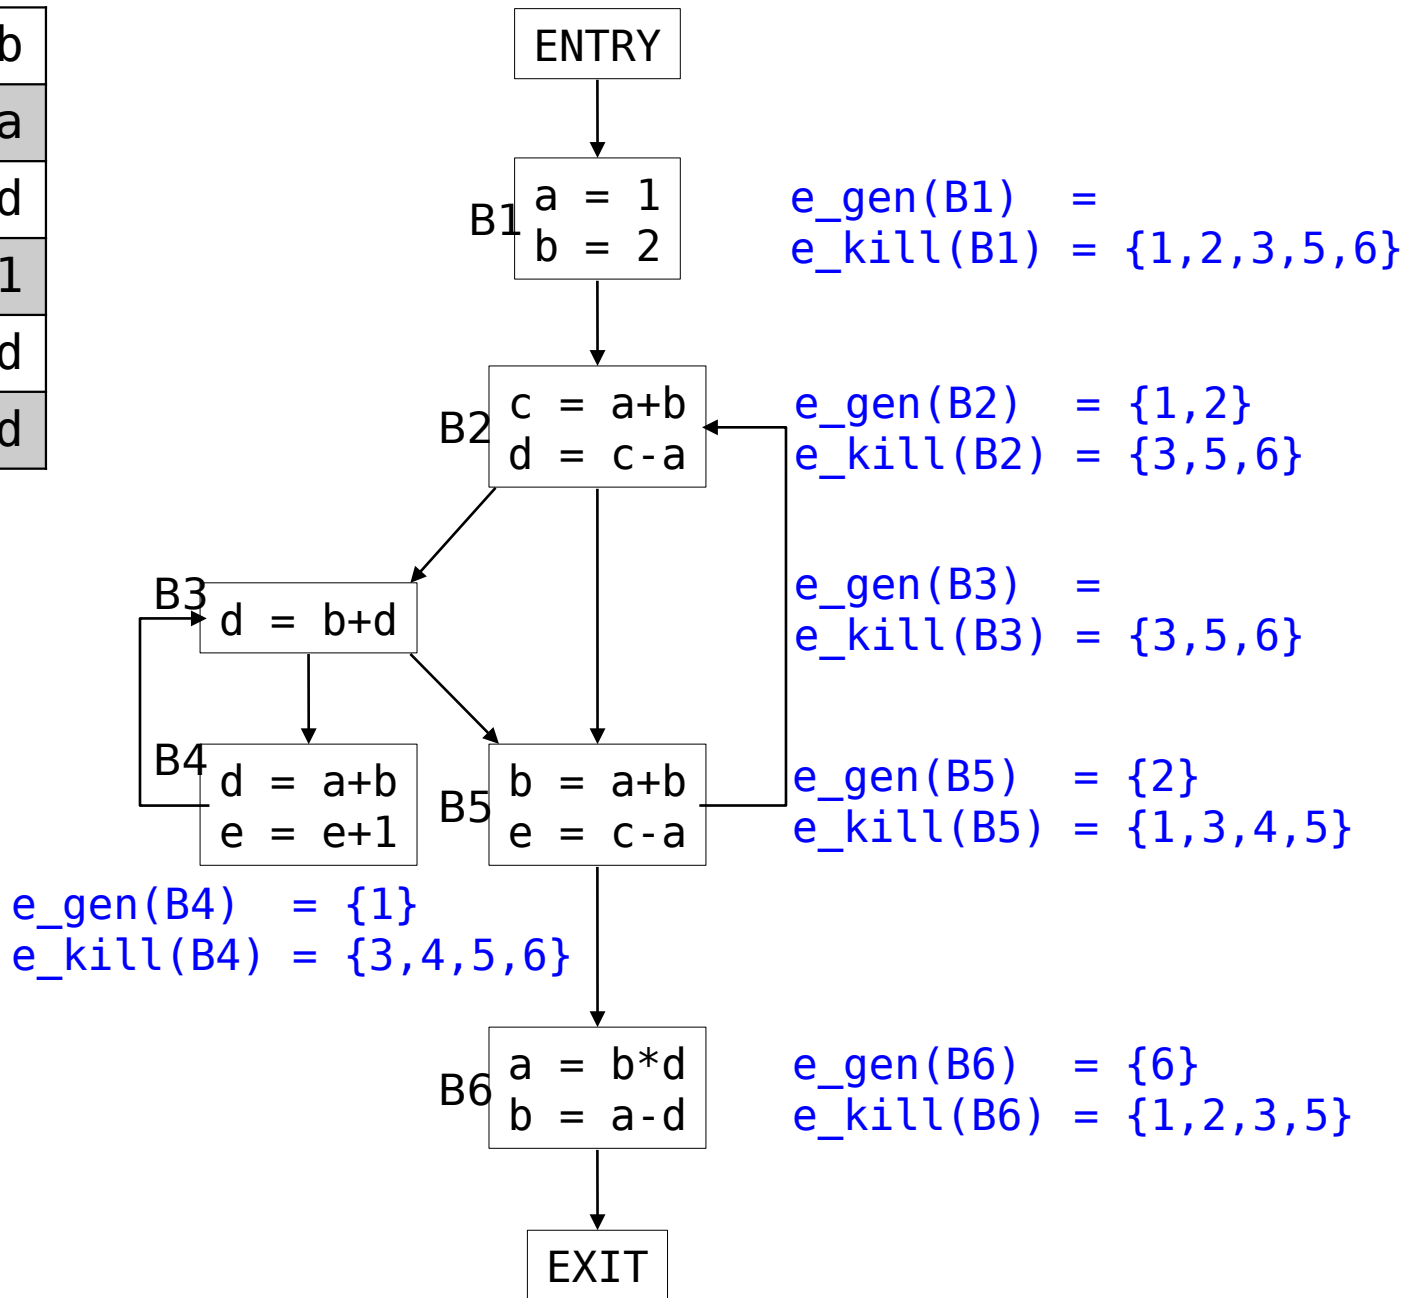 b
a
d
1
d
d
ENTRY
B1
a = 1
b = 2
e_gen(B1) =
e_kill(B1) = {1,2,3,5,6}
B2
c = a+b
d = c-a
e_gen(B2) = {1,2}
e_kill(B2) = {3,5,6}
B3
d = b+d
e_gen(B3) =
e_kill(B3) = {3,5,6}
B4
d = a+b
e = e+1
e_gen(B4) = {1}
e_kill(B4) = {3,4,5,6}
B5
b = a+b
e = c-a
e_gen(B5) = {2}
e_kill(B5) = {1,3,4,5}
B6
a = b*d
b = a-d
e_gen(B6) = {6}
e_kill(B6) = {1,2,3,5}
EXIT